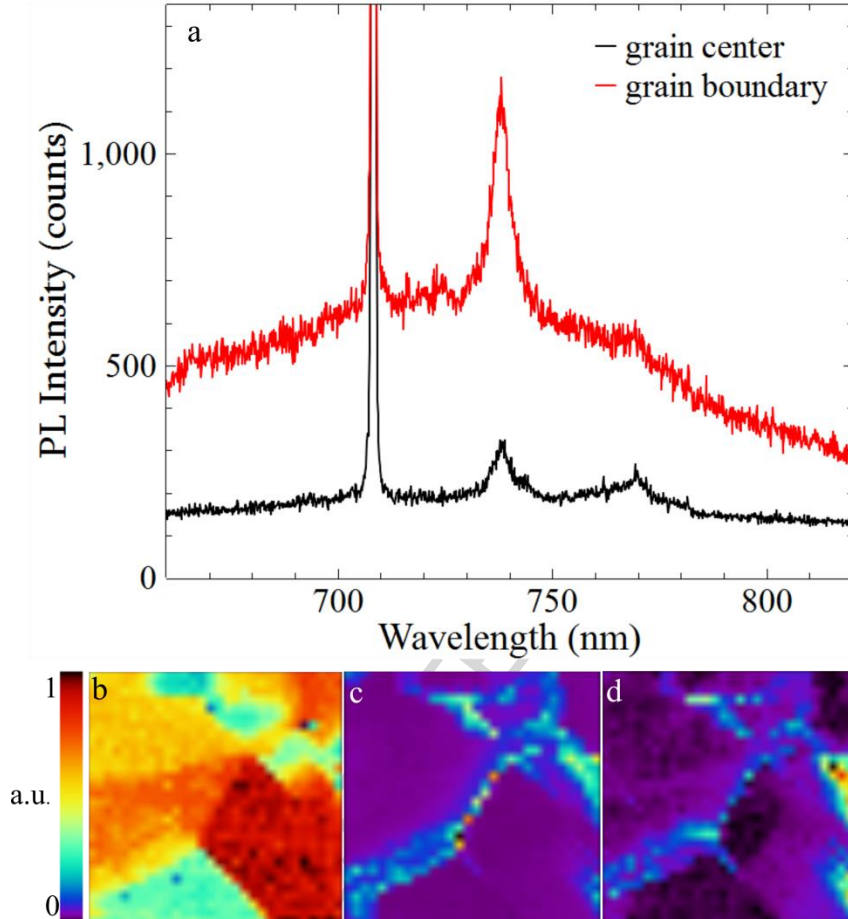 a
grain center
grain boundary
1,000
500
0
PL Intensity (counts)
700 750 800
Wavelength (nm)
1
a.u.
0
b
c
d